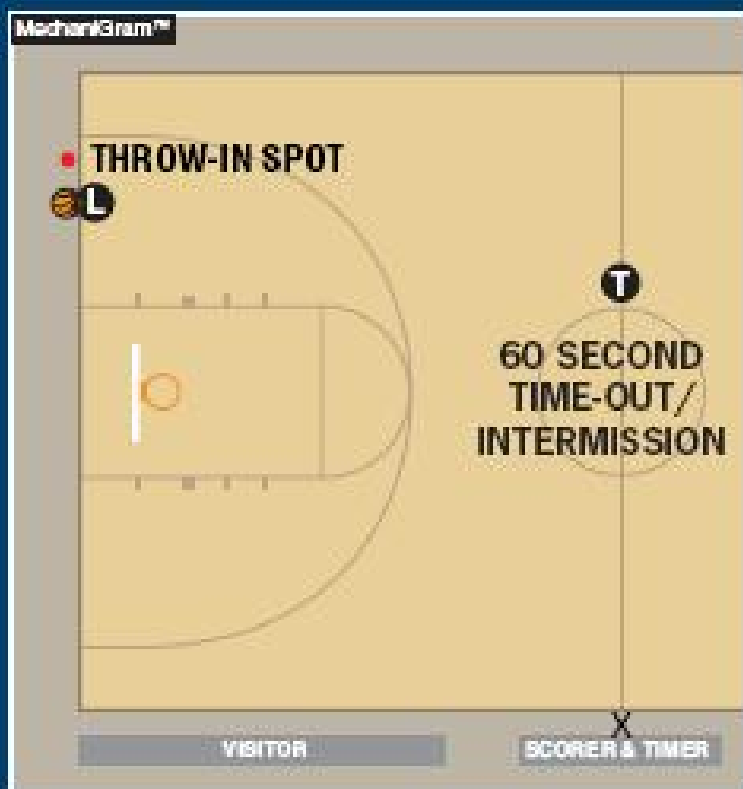 MechaniGram™
THROW-IN SPOT
L
T
60 SECOND
TIME-OUT/
INTERMISSION
X
VISITOR
SCORER & TIMER